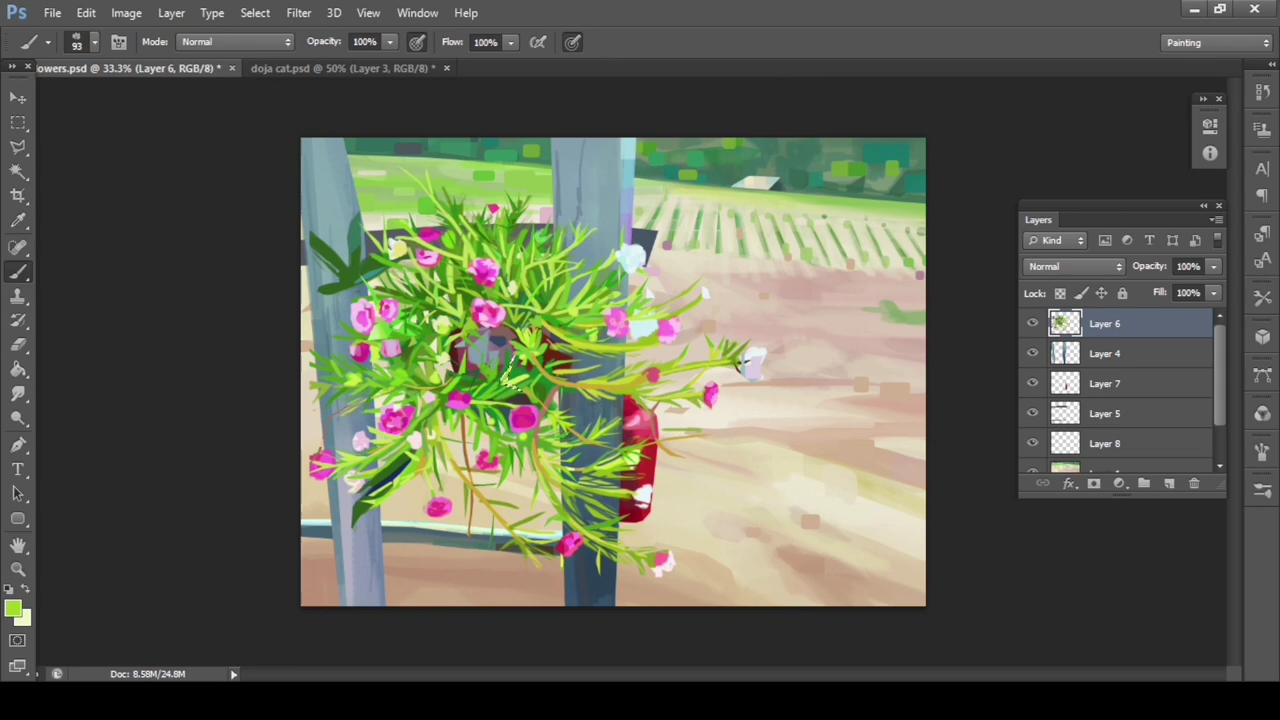 Ps File Edit Image Layer Type Select Filter 3D View Window Help
93 Mode: Normal Opacity: 100% Flow: 100% Painting
owers.psd @ 33.3% (Layer 6, RGB/8) * × doja cat.psd @ 50% (Layer 3, RGB/8) * ×
Layers
Kind
Normal Opacity: 100%
Lock: Fill: 100%
Layer 6
Layer 4
Layer 7
Layer 5
Layer 8
fx
Doc: 8.58M/24.8M